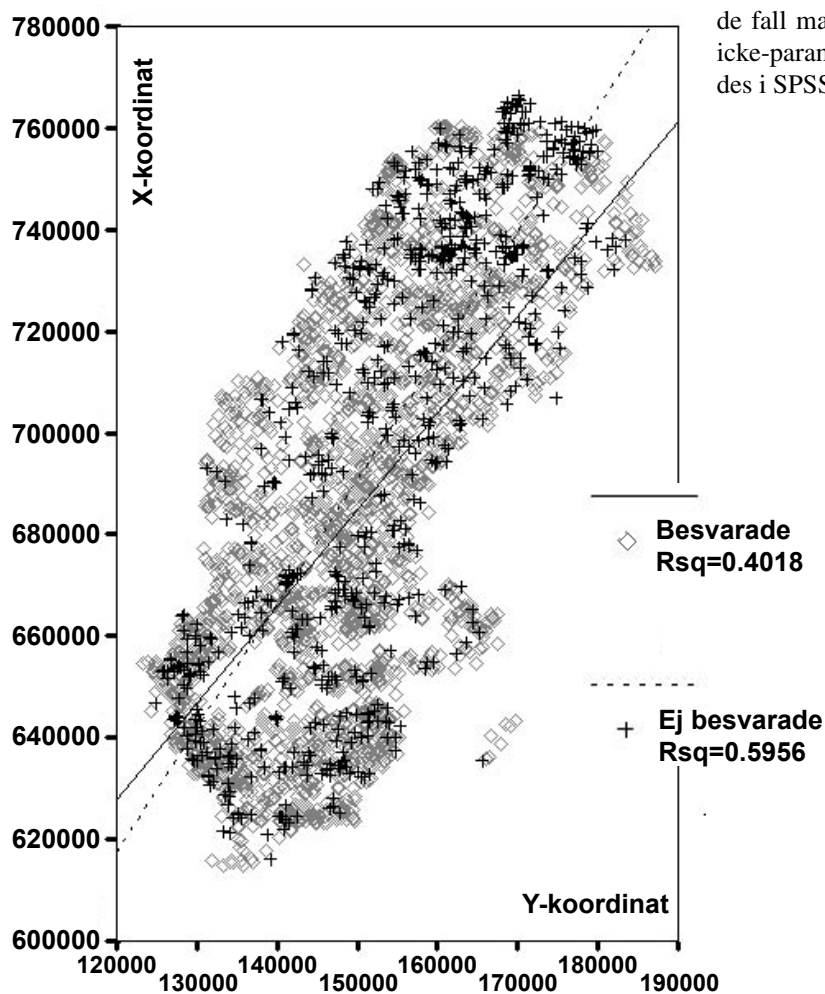 de fall ma
icke-paran
des i SPSS
780000
X-koordinat
760000
740000
720000
700000
680000
660000
640000
620000
600000
Besvarade
Rsq=0.4018
Ej besvarade
Rsq=0.5956
Y-koordinat
120000 140000 160000 180000
130000 150000 170000 190000